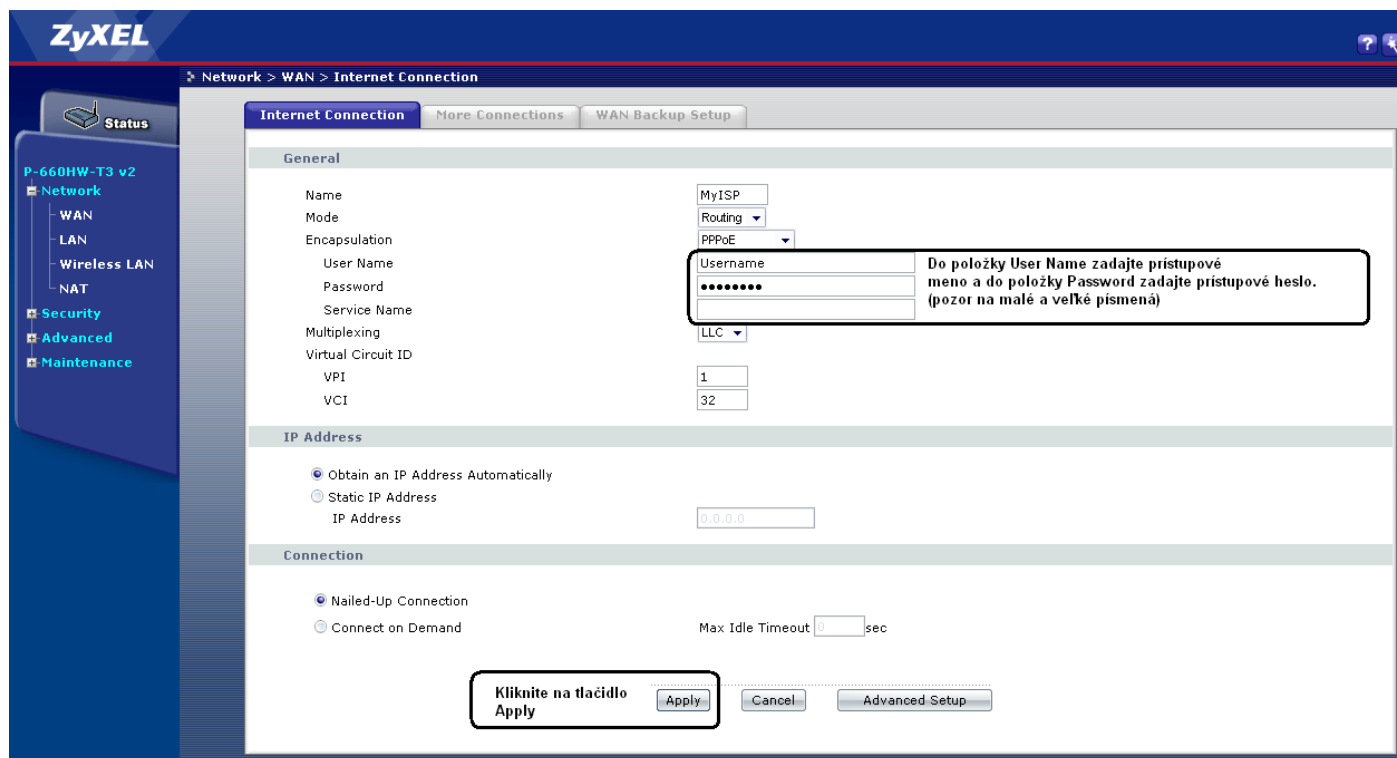 ZyXEL
Network > WAN > Internet Connection
Status
P-660HW-T3 v2
Network
WAN
LAN
Wireless LAN
NAT
Security
Advanced
Maintenance
Internet Connection More Connections WAN Backup Setup
General
Name MyISP
Mode Routing
Encapsulation PPPoE
User Name Username
Password ••••••••
Service Name
Do položky User Name zadajte prístupové
meno a do položky Password zadajte prístupové heslo.
(pozor na malé a veľké písmená)
Multiplexing LLC
Virtual Circuit ID
VPI 1
VCI 32
IP Address
Obtain an IP Address Automatically
Static IP Address
IP Address 0.0.0.0
Connection
Nailed-Up Connection
Connect on Demand Max Idle Timeout 0 sec
Kliknite na tlačidlo
Apply
Apply Cancel Advanced Setup